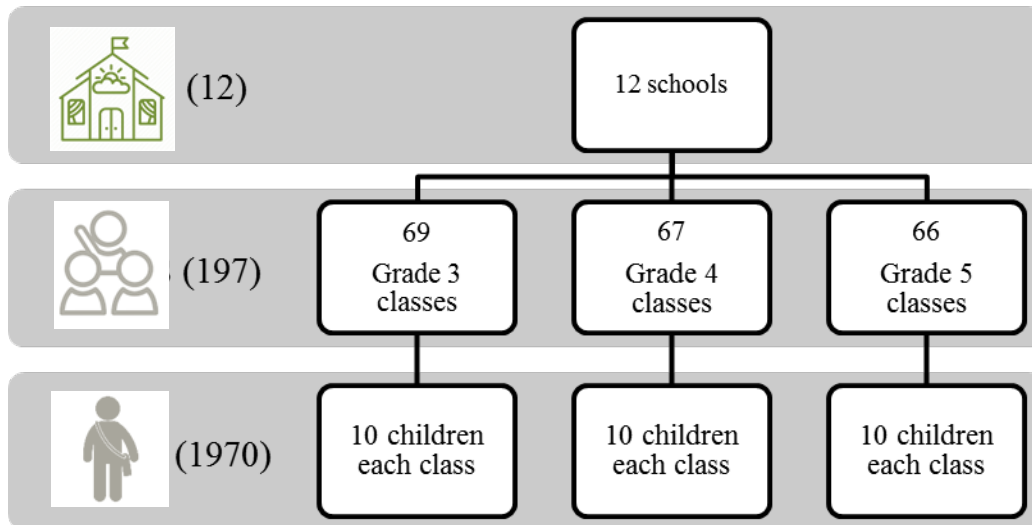 (12)
12 schools
(197)
69
Grade 3
classes
67
Grade 4
classes
66
Grade 5
classes
(1970)
10 children
each class
10 children
each class
10 children
each class